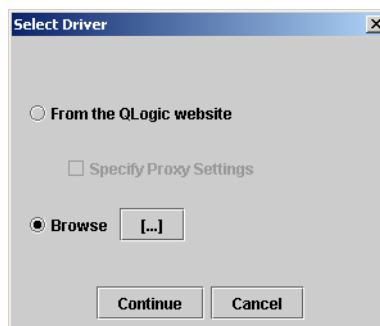 Select Driver
From the QLogic website
Specify Proxy Settings
Browse [...]
Continue Cancel